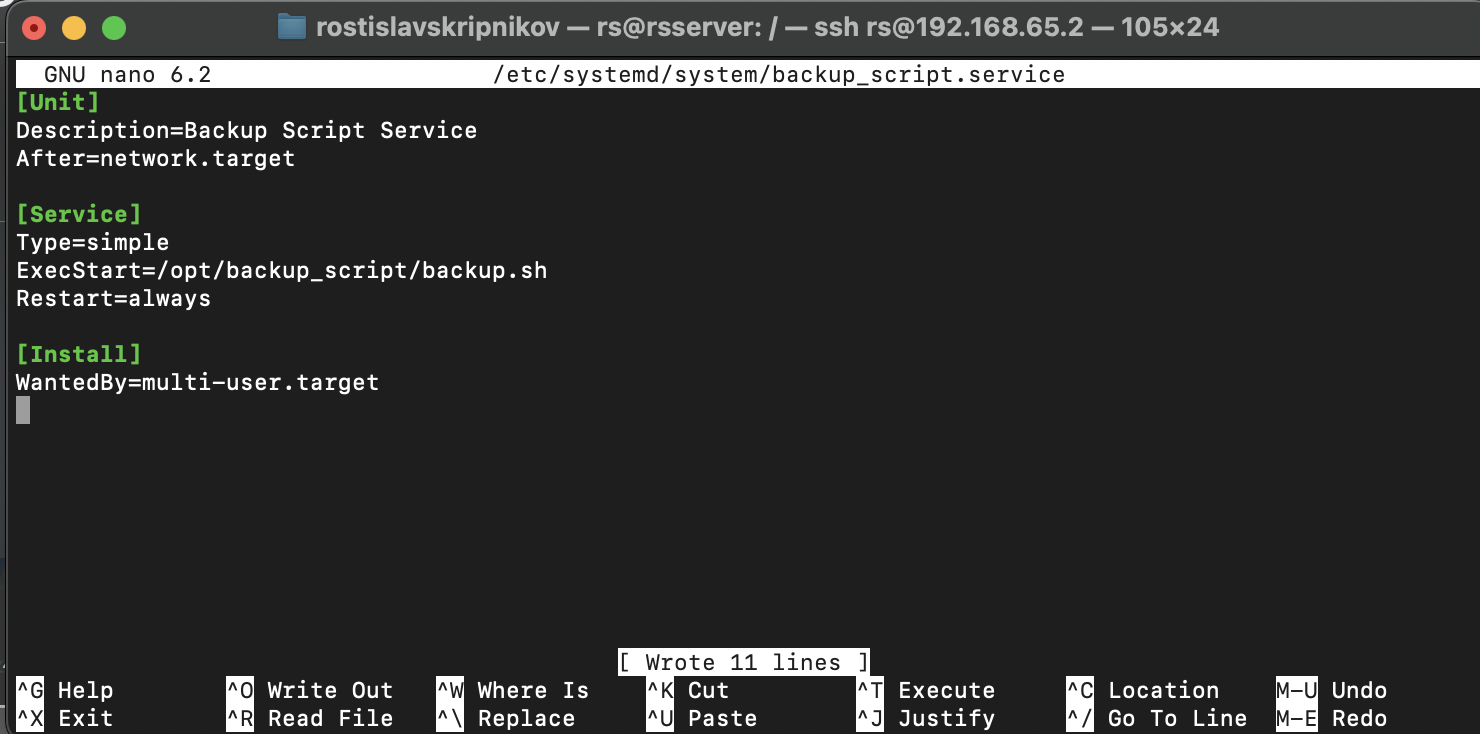 rostislavskripnikov — rs@rsserver: / — ssh rs@192.168.65.2 — 105×24
GNU nano 6.2 /etc/systemd/system/backup_script.service
[Unit]
Description=Backup Script Service
After=network.target
[Service]
Type=simple
ExecStart=/opt/backup_script/backup.sh
Restart=always
[Install]
WantedBy=multi-user.target
[ Wrote 11 lines ]
^G Help ^O Write Out ^W Where Is ^K Cut ^T Execute ^C Location M-U Undo
^X Exit ^R Read File ^\ Replace ^U Paste ^J Justify ^/ Go To Line M-E Redo